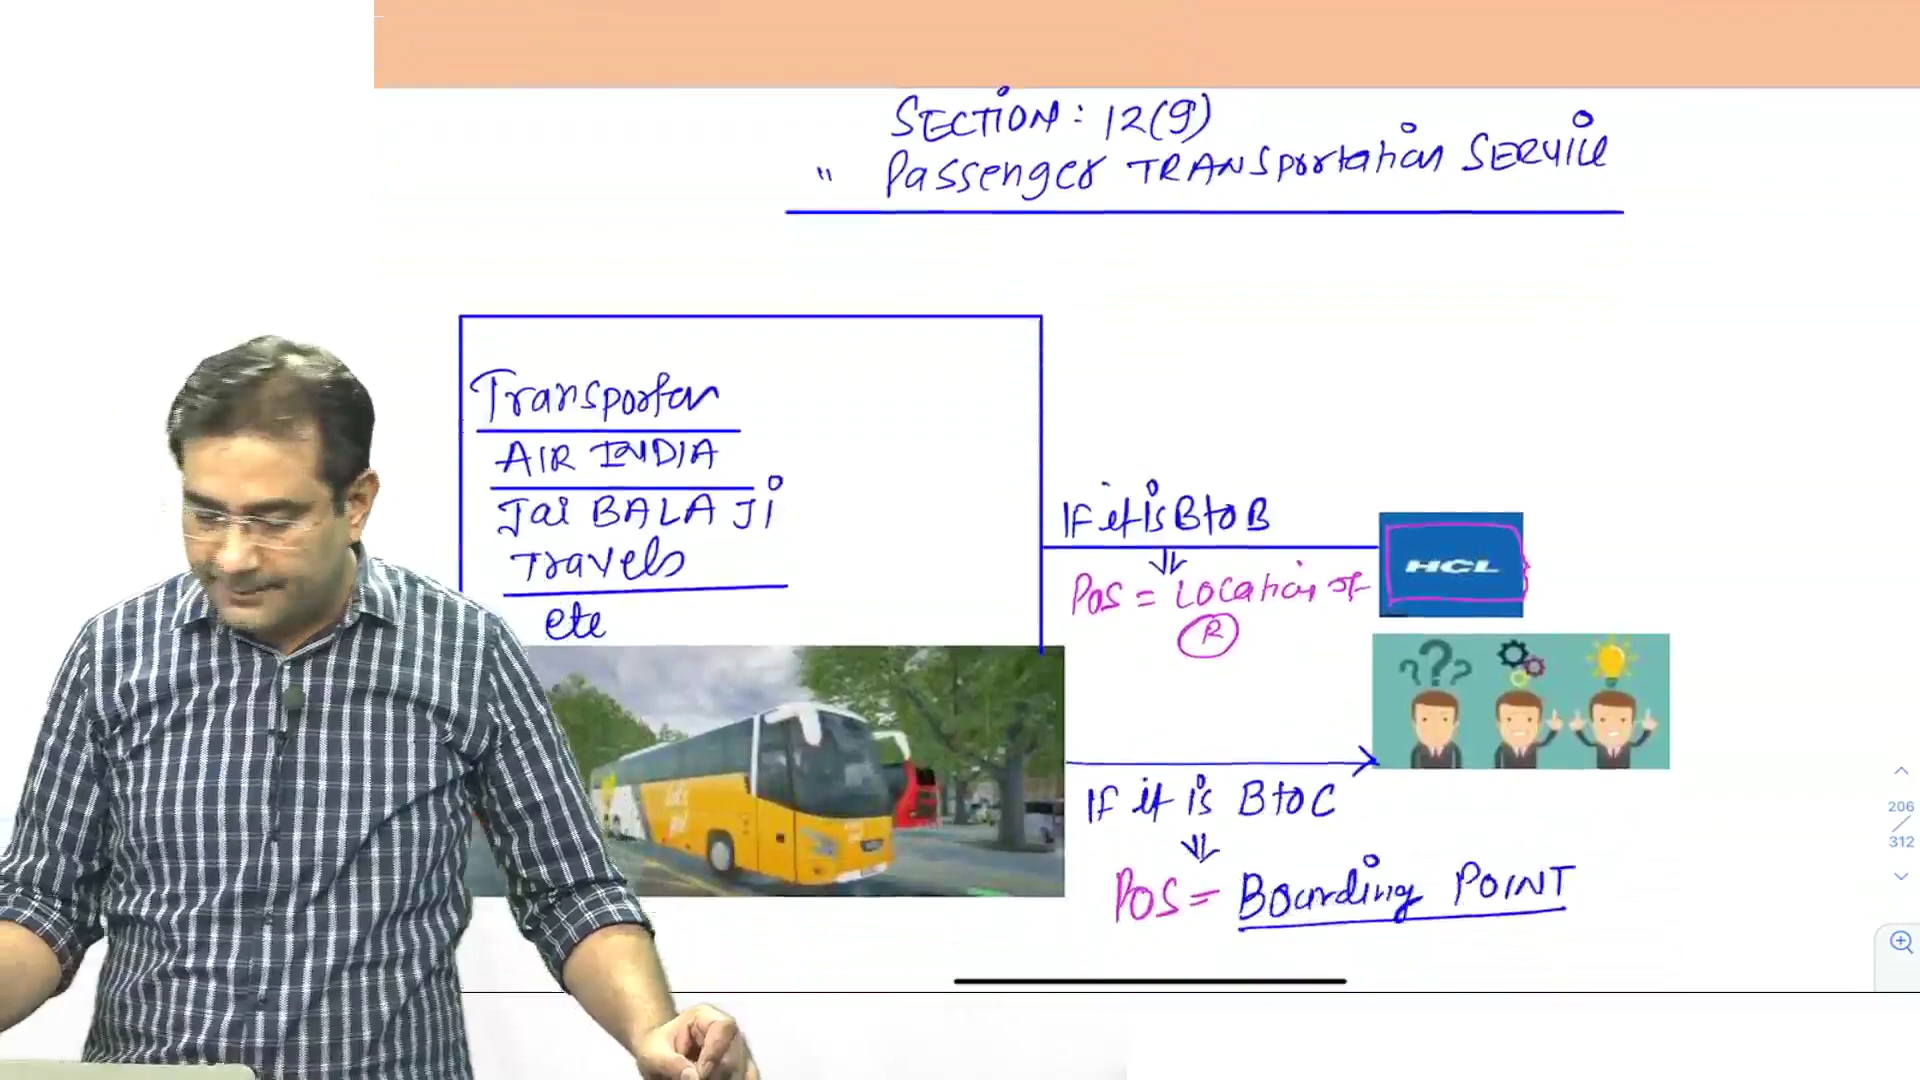 SECTION: 12(9)
" Passenger TRANSportation SERVICE
Transporter
AIR INDIA
Jai BALA Ji
Travels
etc
IF it is B to B
POS = Location of
R
HCL
???
IF it is B to C
POS = Boarding POINT
206
312